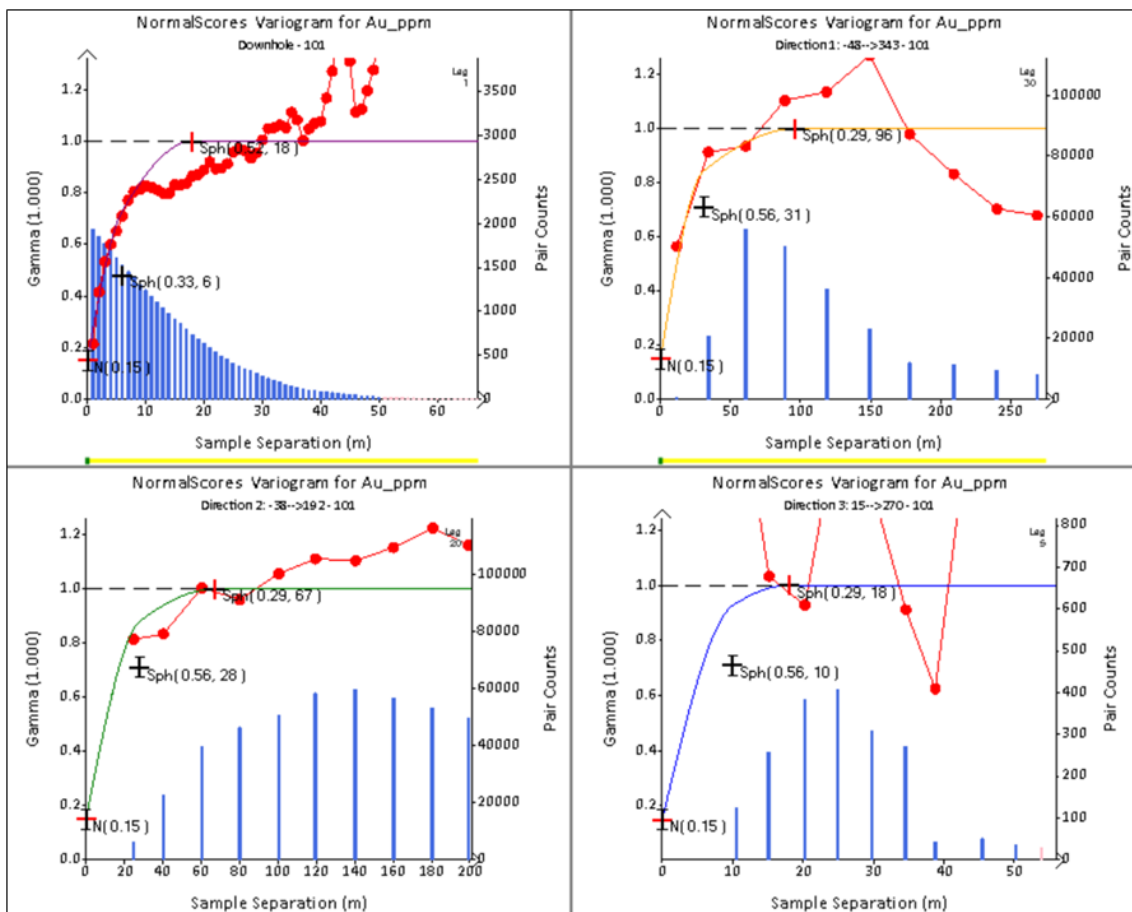 NormalScores Variogram for Au_ppm
Downhole - 101
Lag
1
Gamma (1.000)
1.2
1.0
0.8
0.6
0.4
0.2
0.0
Sph( 0.52, 18 )
Sph( 0.33, 6 )
N( 0.15 )
3500
3000
2500
2000
1500
1000
500
0
Pair Counts
0 10 20 30 40 50 60
Sample Separation (m)
NormalScores Variogram for Au_ppm
Direction 1: -48-->343 - 101
Lag
30
Gamma (1.000)
1.2
1.0
0.8
0.6
0.4
0.2
0.0
Sph( 0.29, 96 )
Sph( 0.56, 31 )
N( 0.15 )
100000
80000
60000
40000
20000
0
Pair Counts
0 50 100 150 200 250
Sample Separation (m)
NormalScores Variogram for Au_ppm
Direction 2: -38-->192 - 101
Lag
20
Gamma (1.000)
1.2
1.0
0.8
0.6
0.4
0.2
0.0
Sph( 0.29, 67 )
Sph( 0.56, 28 )
N( 0.15 )
100000
80000
60000
40000
20000
0
Pair Counts
0 20 40 60 80 100 120 140 160 180 200
Sample Separation (m)
NormalScores Variogram for Au_ppm
Direction 3: 15-->270 - 101
Lag
Gamma (1.000)
1.2
1.0
0.8
0.6
0.4
0.2
0.0
Sph( 0.29, 18 )
Sph( 0.56, 10 )
N( 0.15 )
800
700
600
500
400
300
200
100
0
Pair Counts
0 10 20 30 40 50
Sample Separation (m)